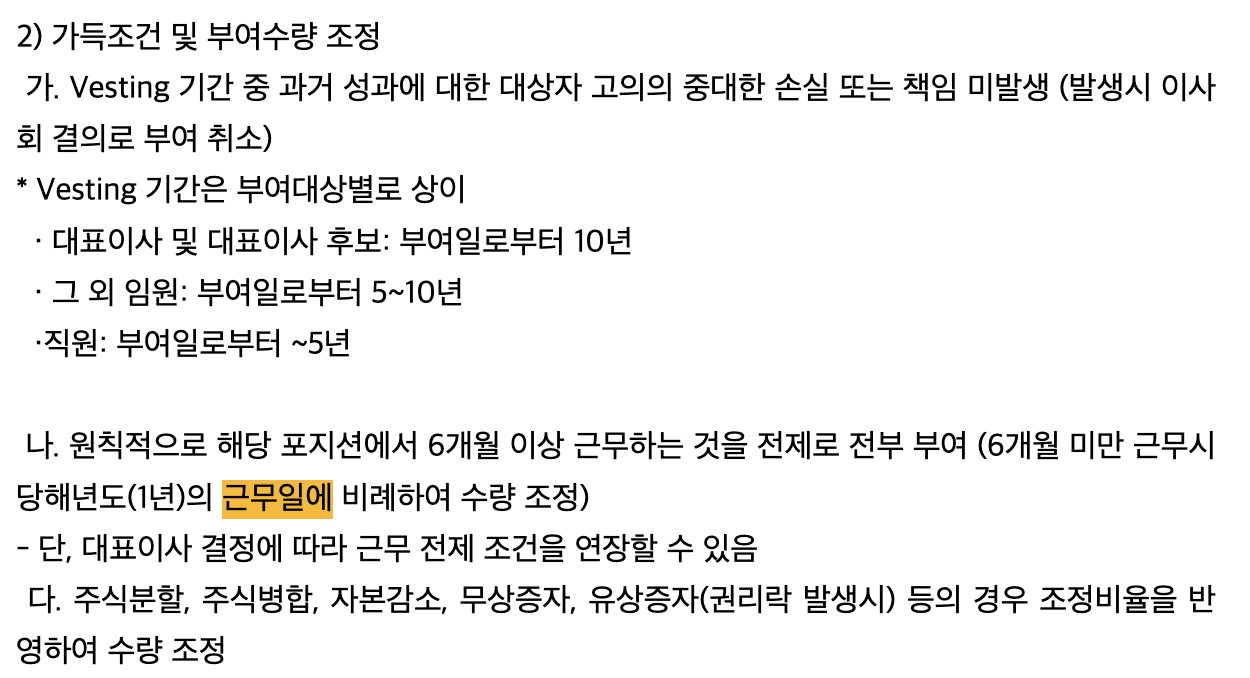 2) 가득조건 및 부여수량 조정
가. Vesting 기간 중 과거 성과에 대한 대상자 고의의 중대한 손실 또는 책임 미발생 (발생시 이사
회 결의로 부여 취소)
* Vesting 기간은 부여대상별로 상이
· 대표이사 및 대표이사 후보: 부여일로부터 10년
· 그 외 임원: 부여일로부터 5~10년
·직원: 부여일로부터 ~5년
나. 원칙적으로 해당 포지션에서 6개월 이상 근무하는 것을 전제로 전부 부여 (6개월 미만 근무시
당해년도(1년)의 근무일에 비례하여 수량 조정)
- 단, 대표이사 결정에 따라 근무 전제 조건을 연장할 수 있음
다. 주식분할, 주식병합, 자본감소, 무상증자, 유상증자(권리락 발생시) 등의 경우 조정비율을 반
영하여 수량 조정